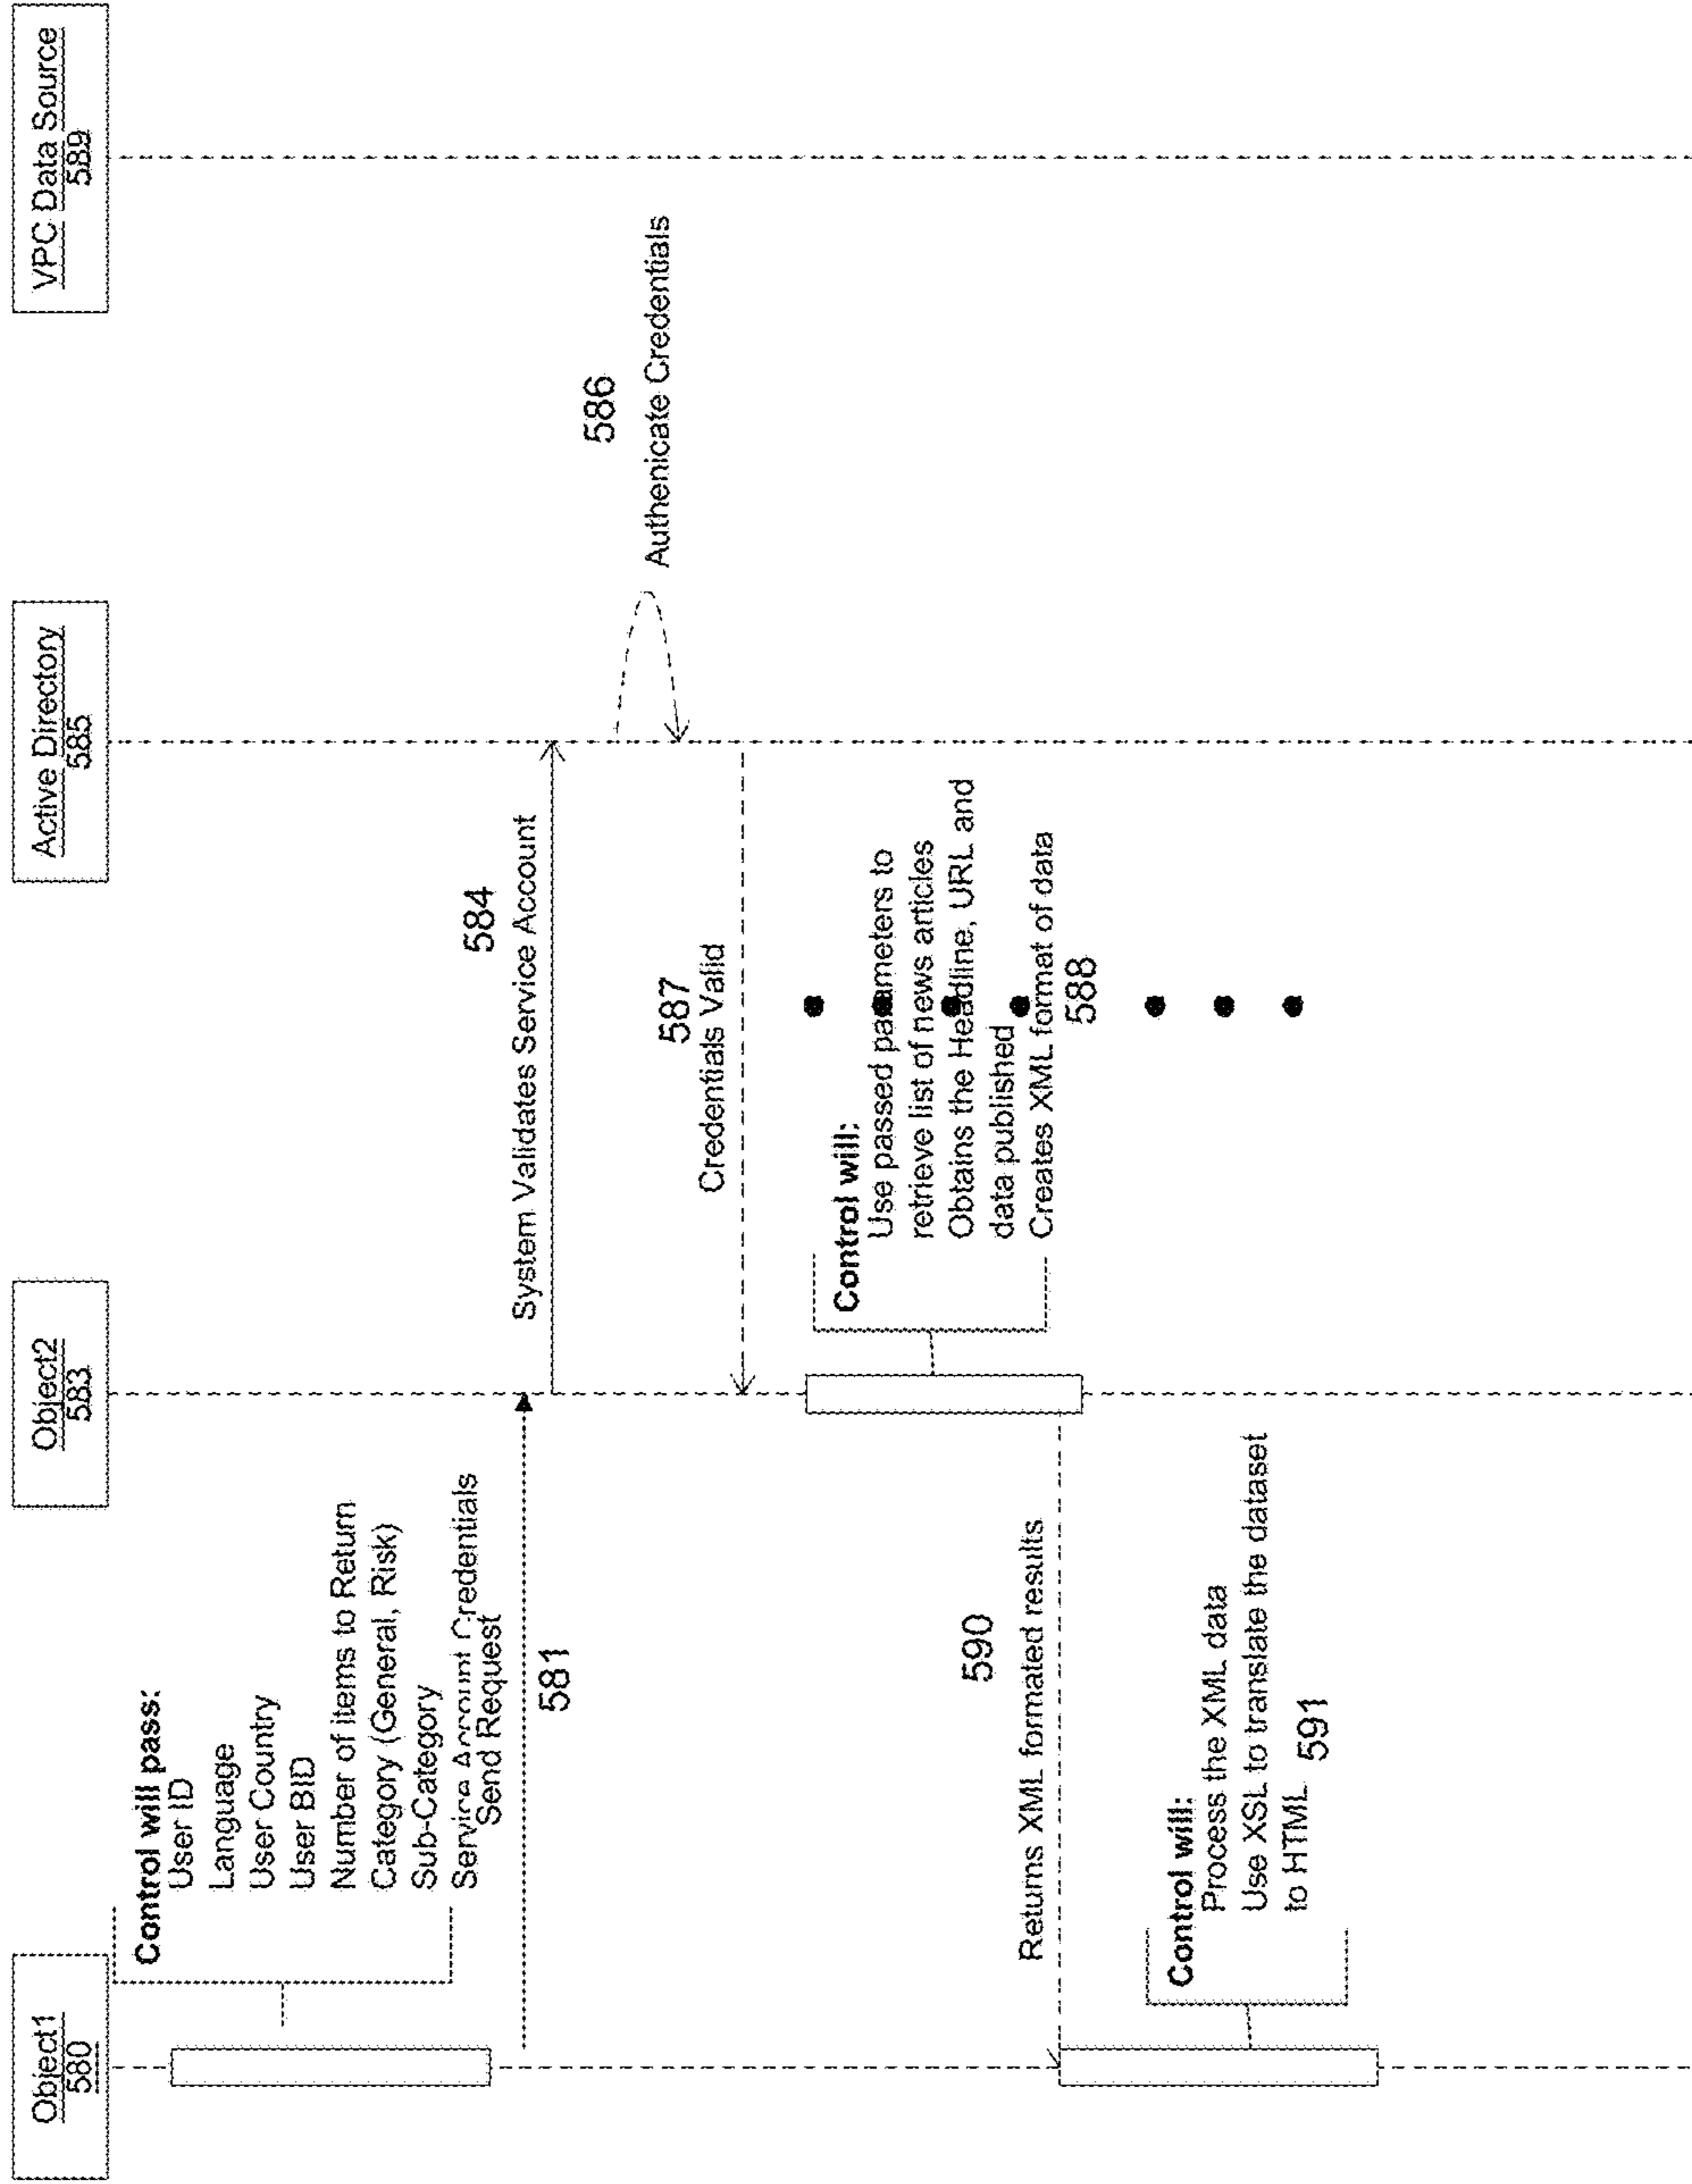 Object1
580
Object2
583
Active Directory
585
VPC Data Source
589
Control will pass:
User ID
Language
User Country
User BID
Number of items to Return
Category (General, Risk)
Sub-Category
Service Account Credentials
Send Request
581
584
System Validates Service Account
586
Authenicate Credentials
587
Credentials Valid
Control will:
Use passed parameters to
retrieve list of news articles
Obtains the Headline, URL and
data published
Creates XML format of data
588
590
Returns XML formated results
Control will:
Process the XML data
Use XSL to translate the dataset
to HTML
591